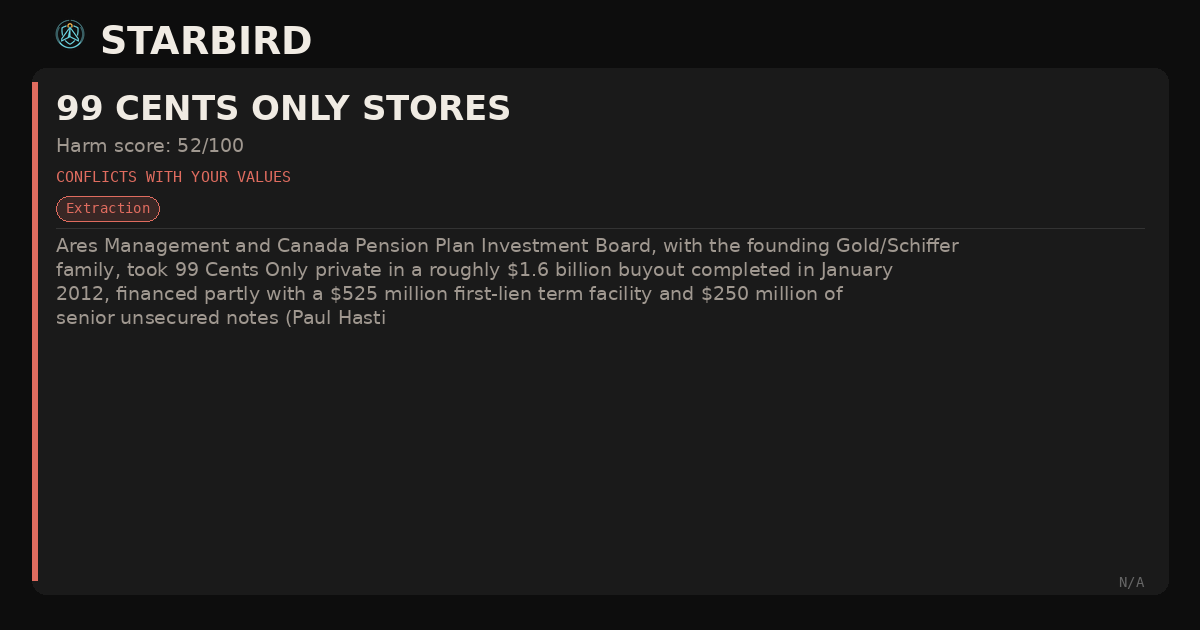 STARBIRD
99 CENTS ONLY STORES
Harm score: 52/100
CONFLICTS WITH YOUR VALUES
Extraction
Ares Management and Canada Pension Plan Investment Board, with the founding Gold/Schiffer
family, took 99 Cents Only private in a roughly $1.6 billion buyout completed in January
2012, financed partly with a $525 million first-lien term facility and $250 million of
senior unsecured notes (Paul Hasti
N/A